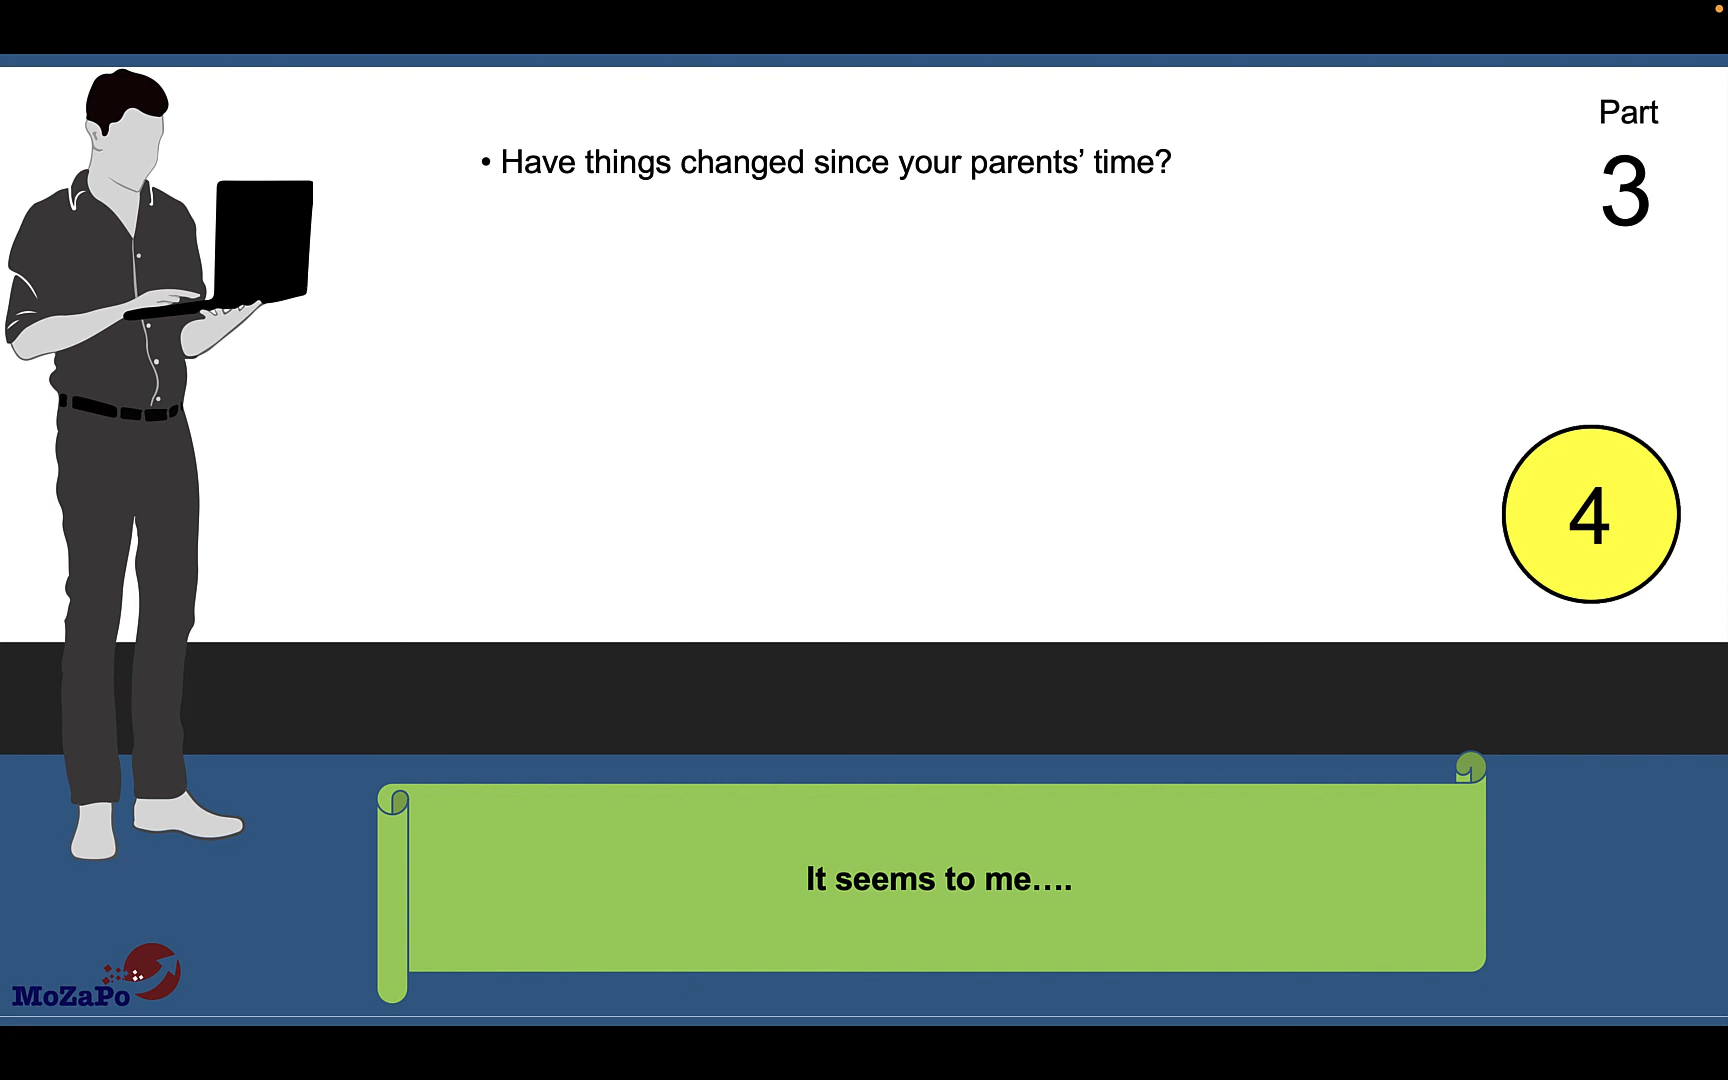 Part
3
• Have things changed since your parents’ time?
4
It seems to me….
MoZaPo